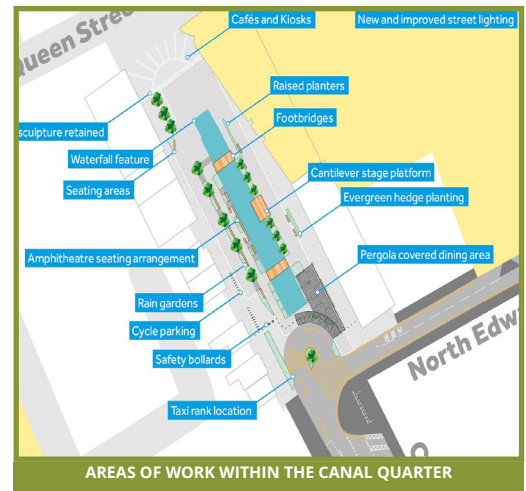 Cafés and Kiosks
New and improved street lighting
Queen Street
Raised planters
Footbridges
sculpture retained
Waterfall feature
Cantilever stage platform
Seating areas
Evergreen hedge planting
Amphitheatre seating arrangement
Pergola covered dining area
Rain gardens
Cycle parking
North Edw
Safety bollards
Taxi rank location
AREAS OF WORK WITHIN THE CANAL QUARTER